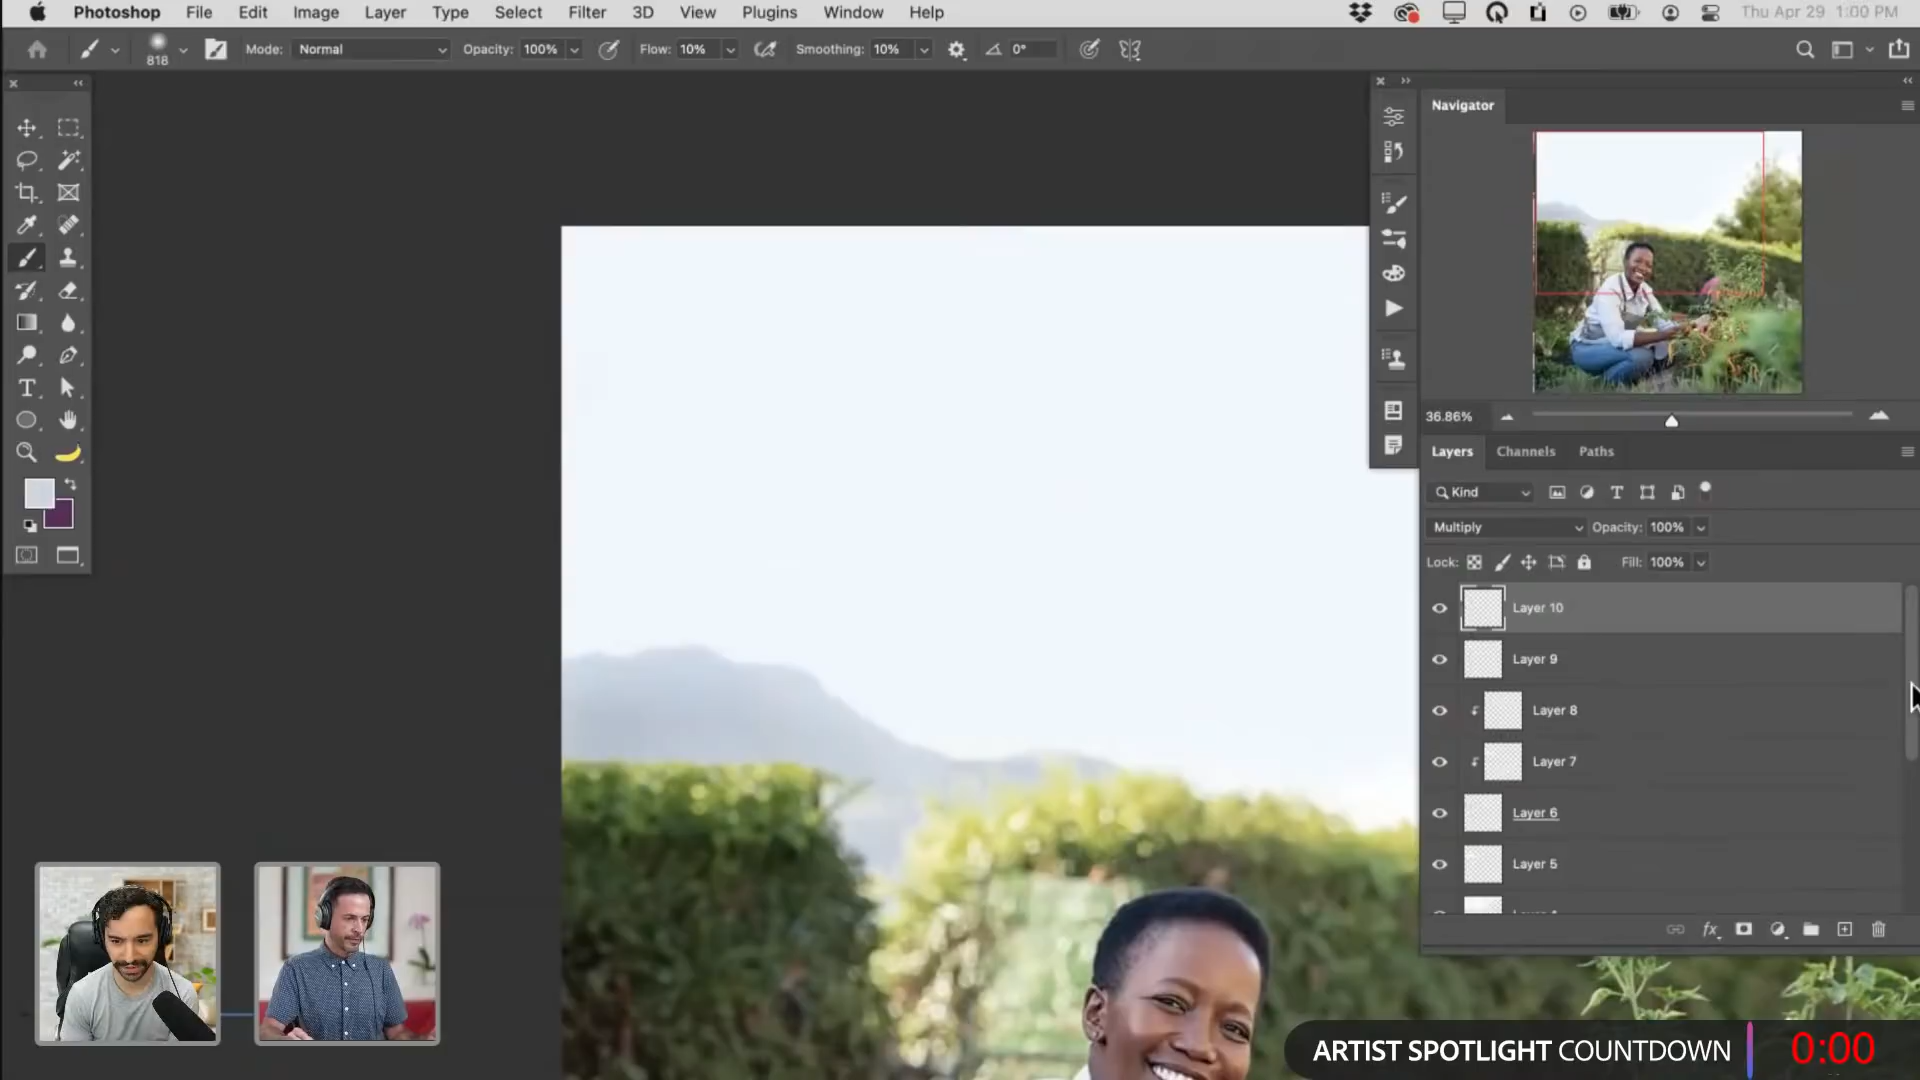 Photoshop File Edit Image Layer Type Select Filter 3D View Plugins Window Help Thu Apr 29 1:00 PM
818 Mode: Normal Opacity: 100% Flow: 10% Smoothing: 10% 0°
Navigator
36.86%
Layers Channels Paths
Kind
Multiply Opacity: 100%
Lock: Fill: 100%
Layer 10
Layer 9
Layer 8
Layer 7
Layer 6
Layer 5
fx
ARTIST SPOTLIGHT COUNTDOWN 0:00